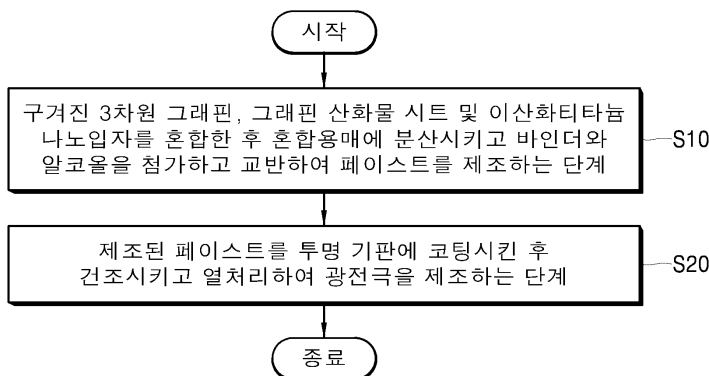 시작
구겨진 3차원 그래핀, 그래핀 산화물 시트 및 이산화티타늄
나노입자를 혼합한 후 혼합용매에 분산시키고 바인더와
알코올을 첨가하고 교반하여 페이스트를 제조하는 단계
S10
제조된 페이스트를 투명 기판에 코팅시킨 후
건조시키고 열처리하여 광전극을 제조하는 단계
S20
종료